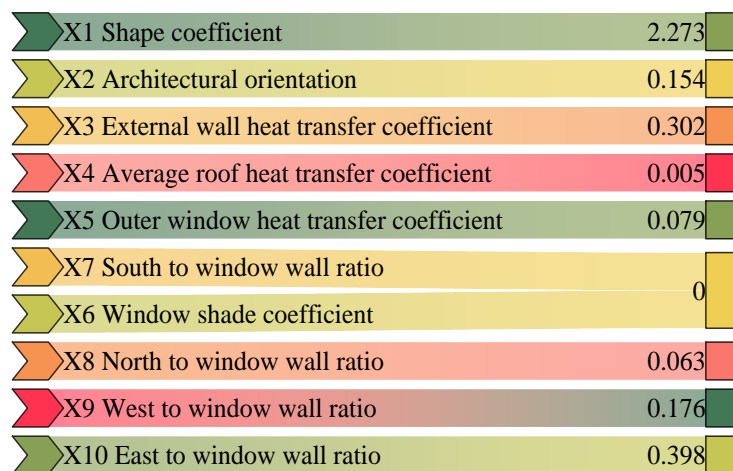 X1 Shape coefficient 2.273
X2 Architectural orientation 0.154
X3 External wall heat transfer coefficient 0.302
X4 Average roof heat transfer coefficient 0.005
X5 Outer window heat transfer coefficient 0.079
X7 South to window wall ratio
0
X6 Window shade coefficient
X8 North to window wall ratio 0.063
X9 West to window wall ratio 0.176
X10 East to window wall ratio 0.398